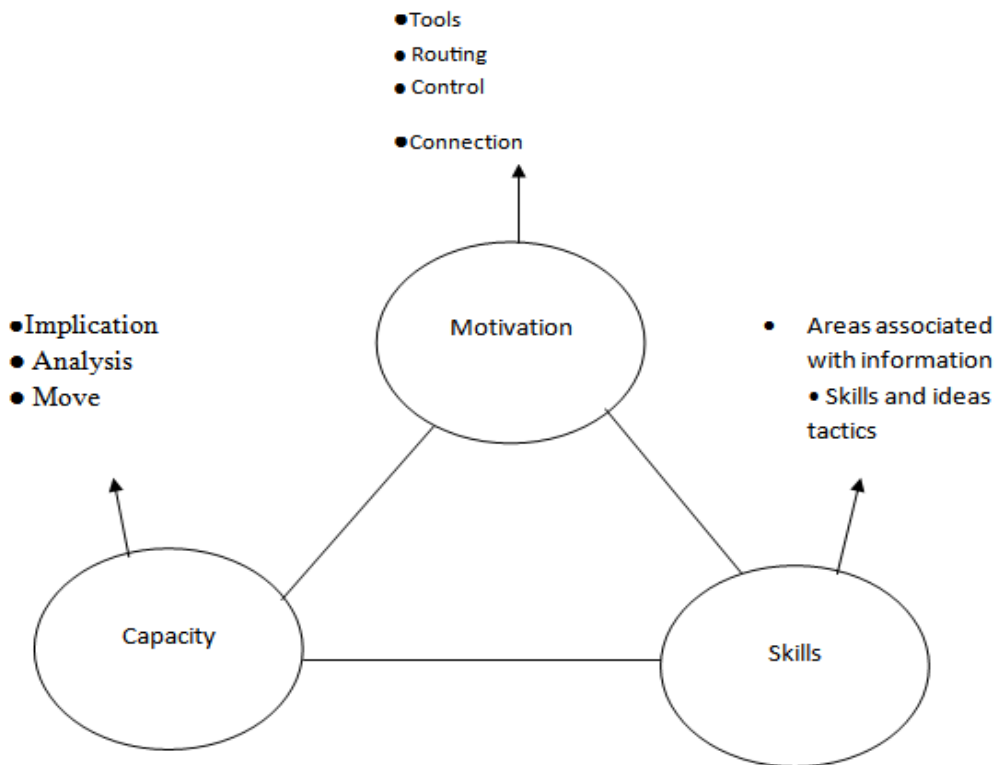 ●Tools
● Routing
● Control
●Connection
Motivation
●Implication
● Analysis
● Move
• Areas associated
with information
• Skills and ideas
tactics
Capacity
Skills